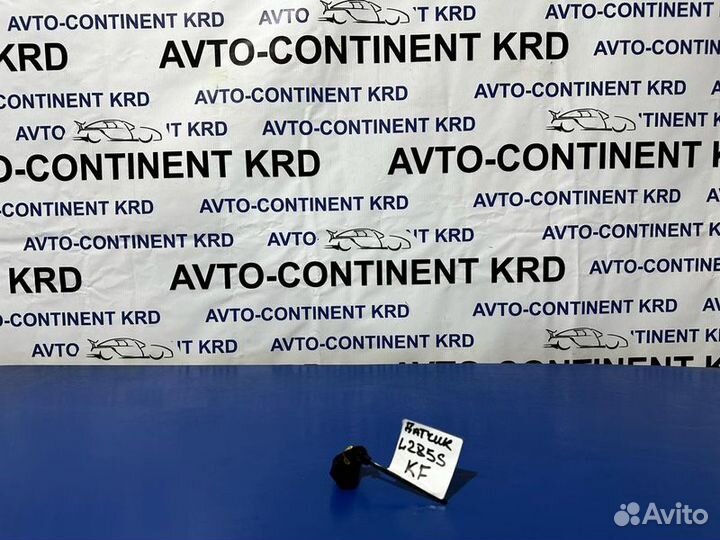 AVTO-CONTINENT KRD
KRD AVTO-CONTINENT KRD AVTO-CONTINENT
AVTO-CONTINENT KRD AVTO-CONTINENT KRD AVTO-CONTINENT KRD
AVTO T KRD AVTO-CONTINENT KRD 'TINENT K
O-CONTINENT KRD AVTO-CONTINENT K
-CONTINENT KRD AVTO-CONTINENT KRD AVTO-CONTINENT KRD
AVTO-CONTINENT KRD AVTO 'T KRD AVTO-CONTINENT
KRD AVTO-CONTINENT KRD AVTO-CONTINENT
O-CONTINENT KRD AVTO-CONTINENT KRD AVTO-CONTINENT KRD
AVTO 'T KRD AVTO-CONTINENT KRD 'TINENT KRD
AVTO-CONTINENT KRD
Датчик
L285S
KF
Avito